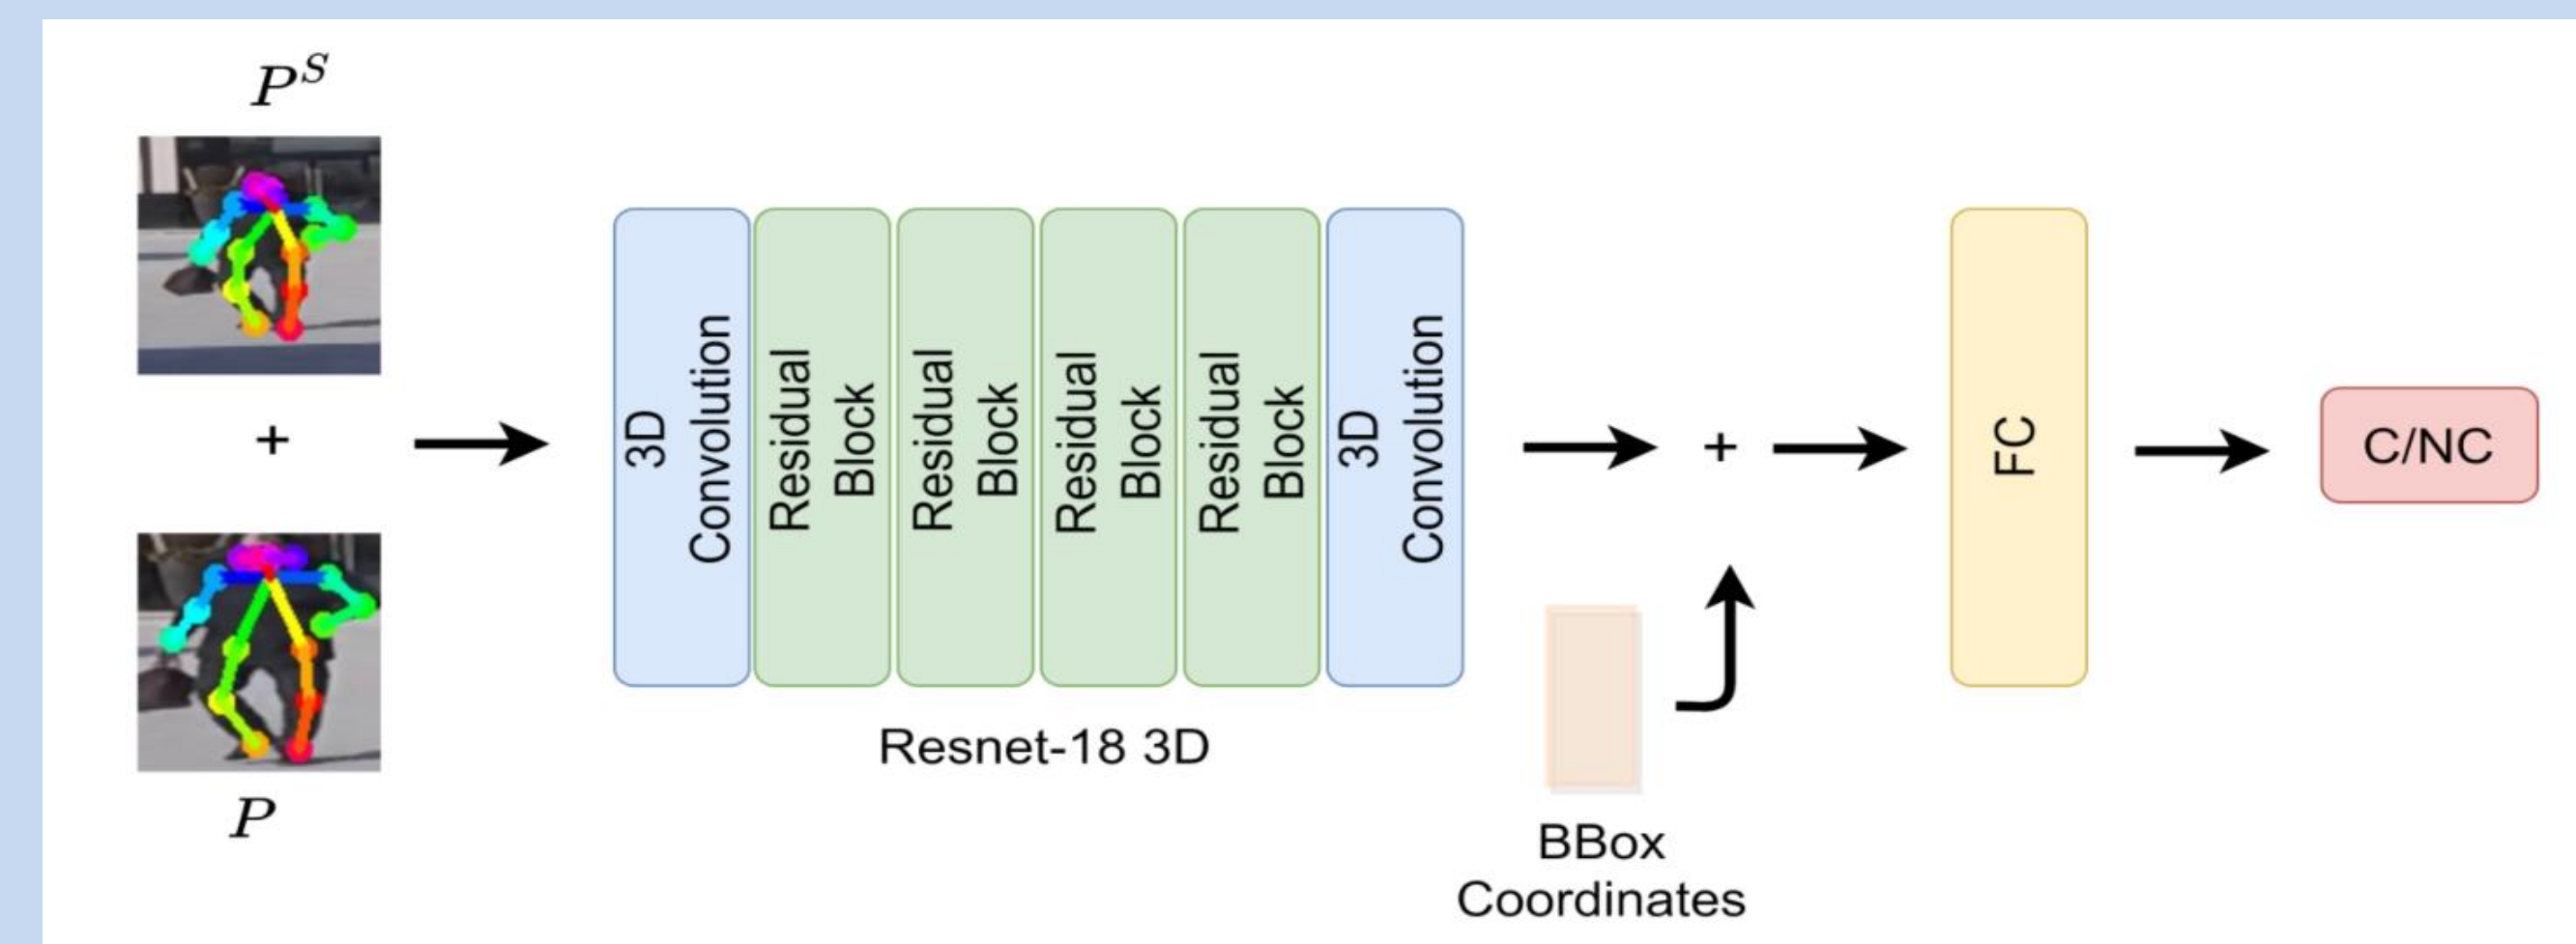 P^S
+
P
3D
Convolution
Residual
Block
Residual
Block
Residual
Block
Residual
Block
3D
Convolution
Resnet-18 3D
+
BBox
Coordinates
FC
C/NC